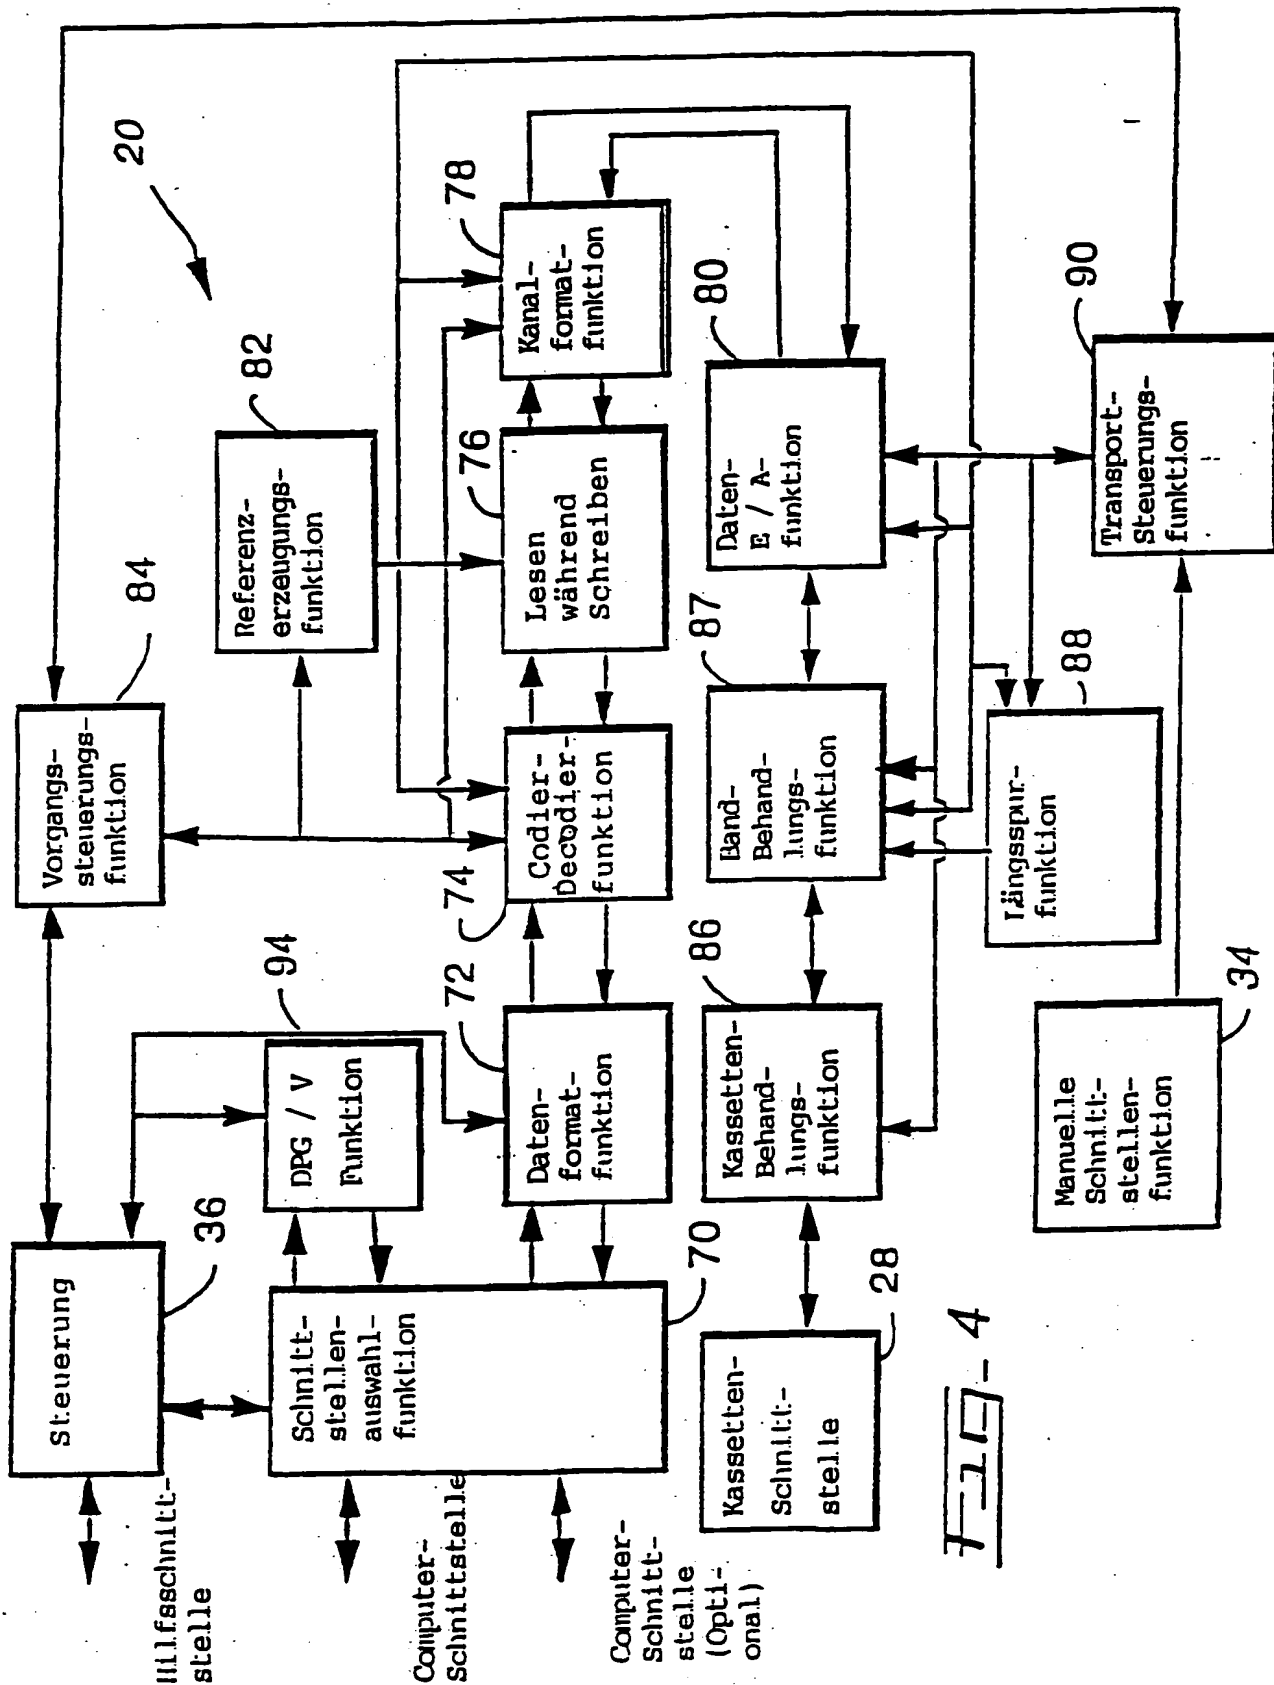 20
Steuerung
36
Vorgangs-
steuerungs-
funktion
84
Hilfsschnitt-
stelle
Schnitt-
stellen-
auswahl-
funktion
70
DPG / V
Funktion
94
Referenz-
erzeugungs-
funktion
82
Computer-
Schnittstelle
Computer
Schnitt-
stelle
(Opti-
onal)
Daten-
format-
funktion
72
Codier-
Decodier-
funktion
74
Lesen
während
Schreiben
76
Kanal-
format-
funktion
78
Kassetten-
Schnitt-
stelle
28
Kassetten-
Behand-
lungs-
funktion
86
Band-
Behand-
lungs-
funktion
87
Daten-
E / A-
funktion
80
Manuelle
Schnitt-
stellen-
funktion
34
Längsspur-
funktion
88
Transport-
Steuerungs-
funktion
90
FIG- 4